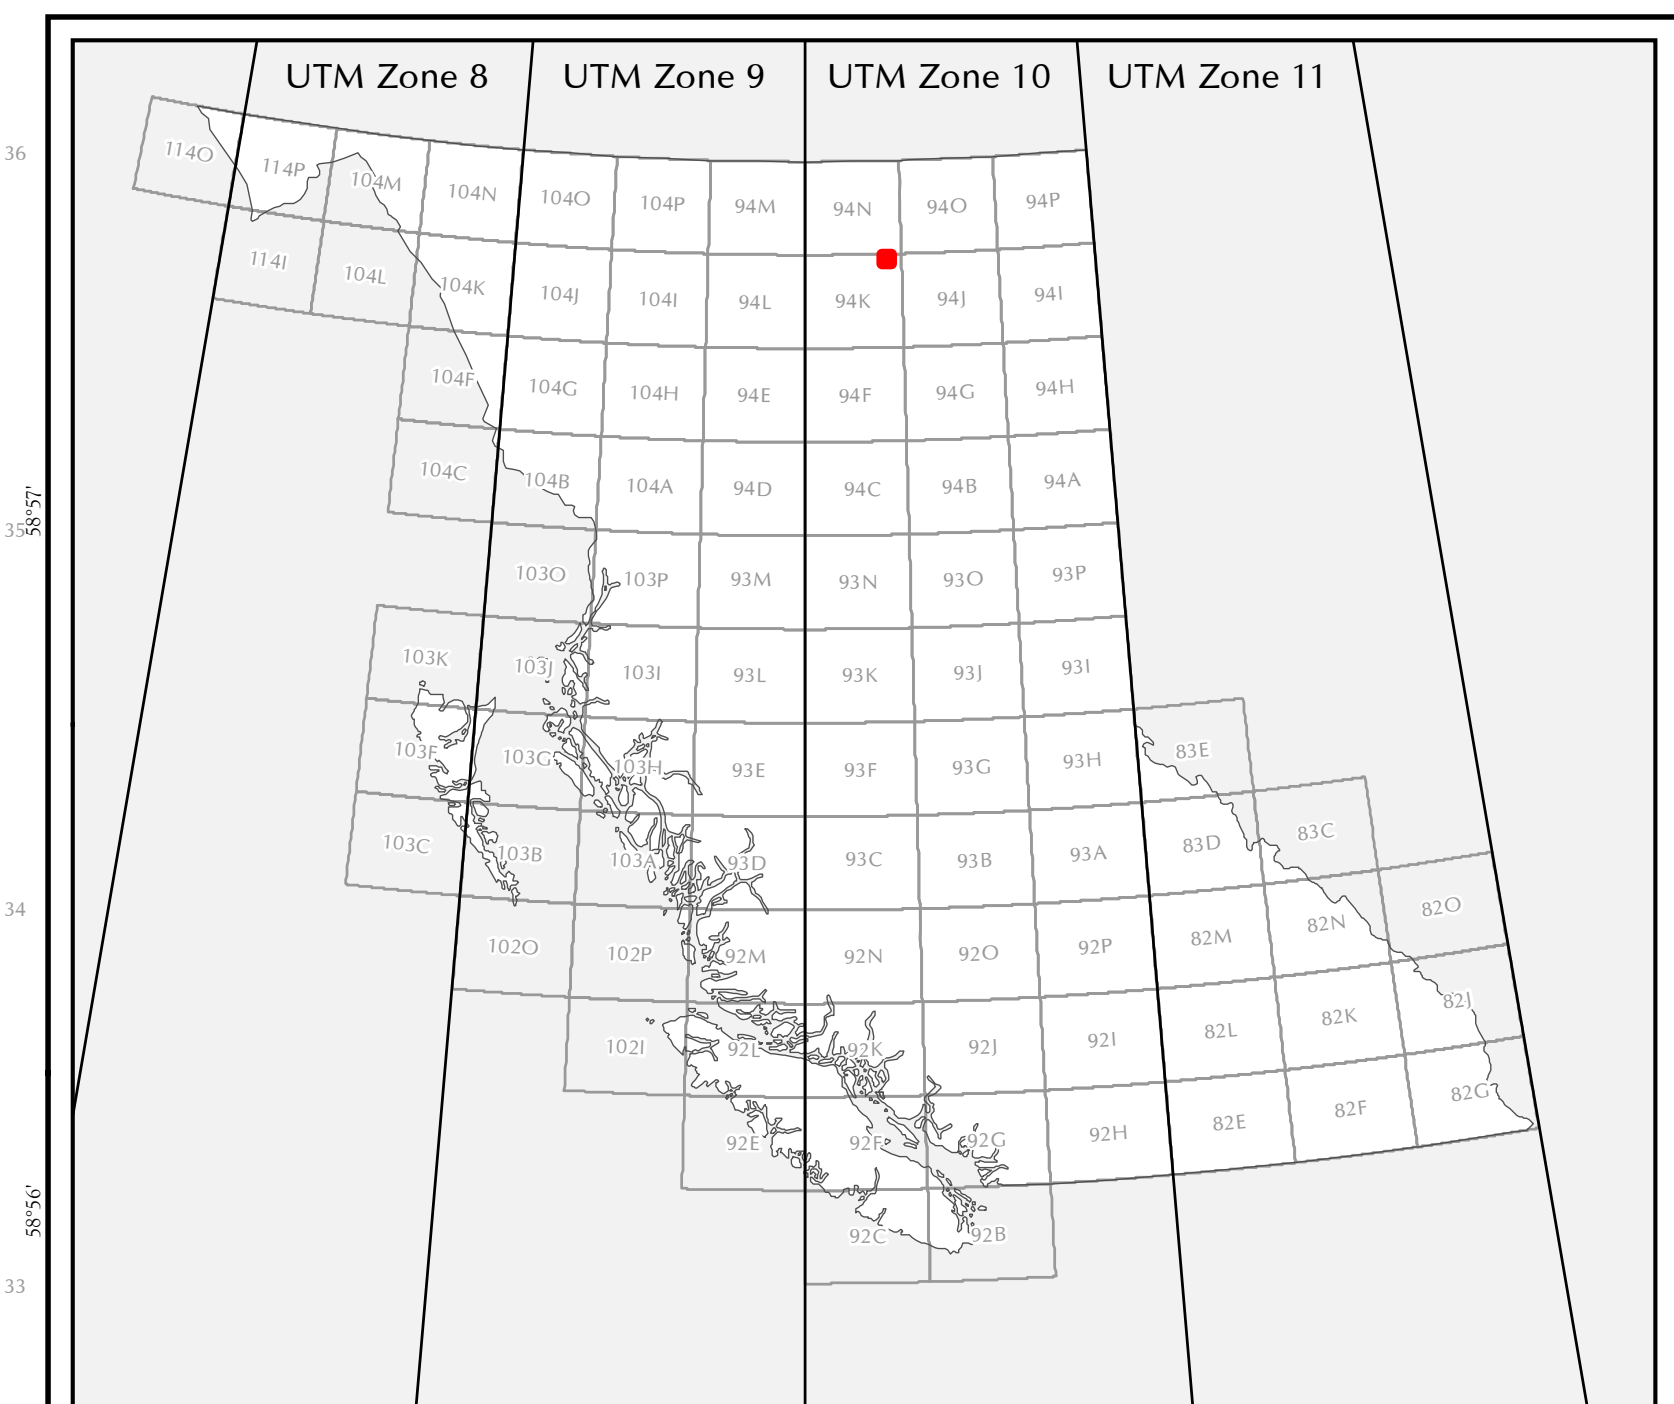 UTM Zone 8 UTM Zone 9 UTM Zone 10 UTM Zone 11
36
114O 114P 104M 104N 104O 104P 94M 94N 94O 94P
114I 104L 104K 104J 104I 94L 94K 94J 94I
104F 104G 104H 94E 94F 94G 94H
104C 104B 104A 94D 94C 94B 94A
58°57'
35
103O 103P 93M 93N 93O 93P
103K 103J 103I 93L 93K 93J 93I
103F 103G 103H 93E 93F 93G 93H 83E
103C 103B 103A 93D 93C 93B 93A 83D 83C
34
102O 102P 92M 92N 92O 92P 82M 82N 82O
102I 92L 92K 92J 92I 82L 82K 82J
92E 92F 92G 92H 82E 82F 82G
58°56'
92C 92B
33